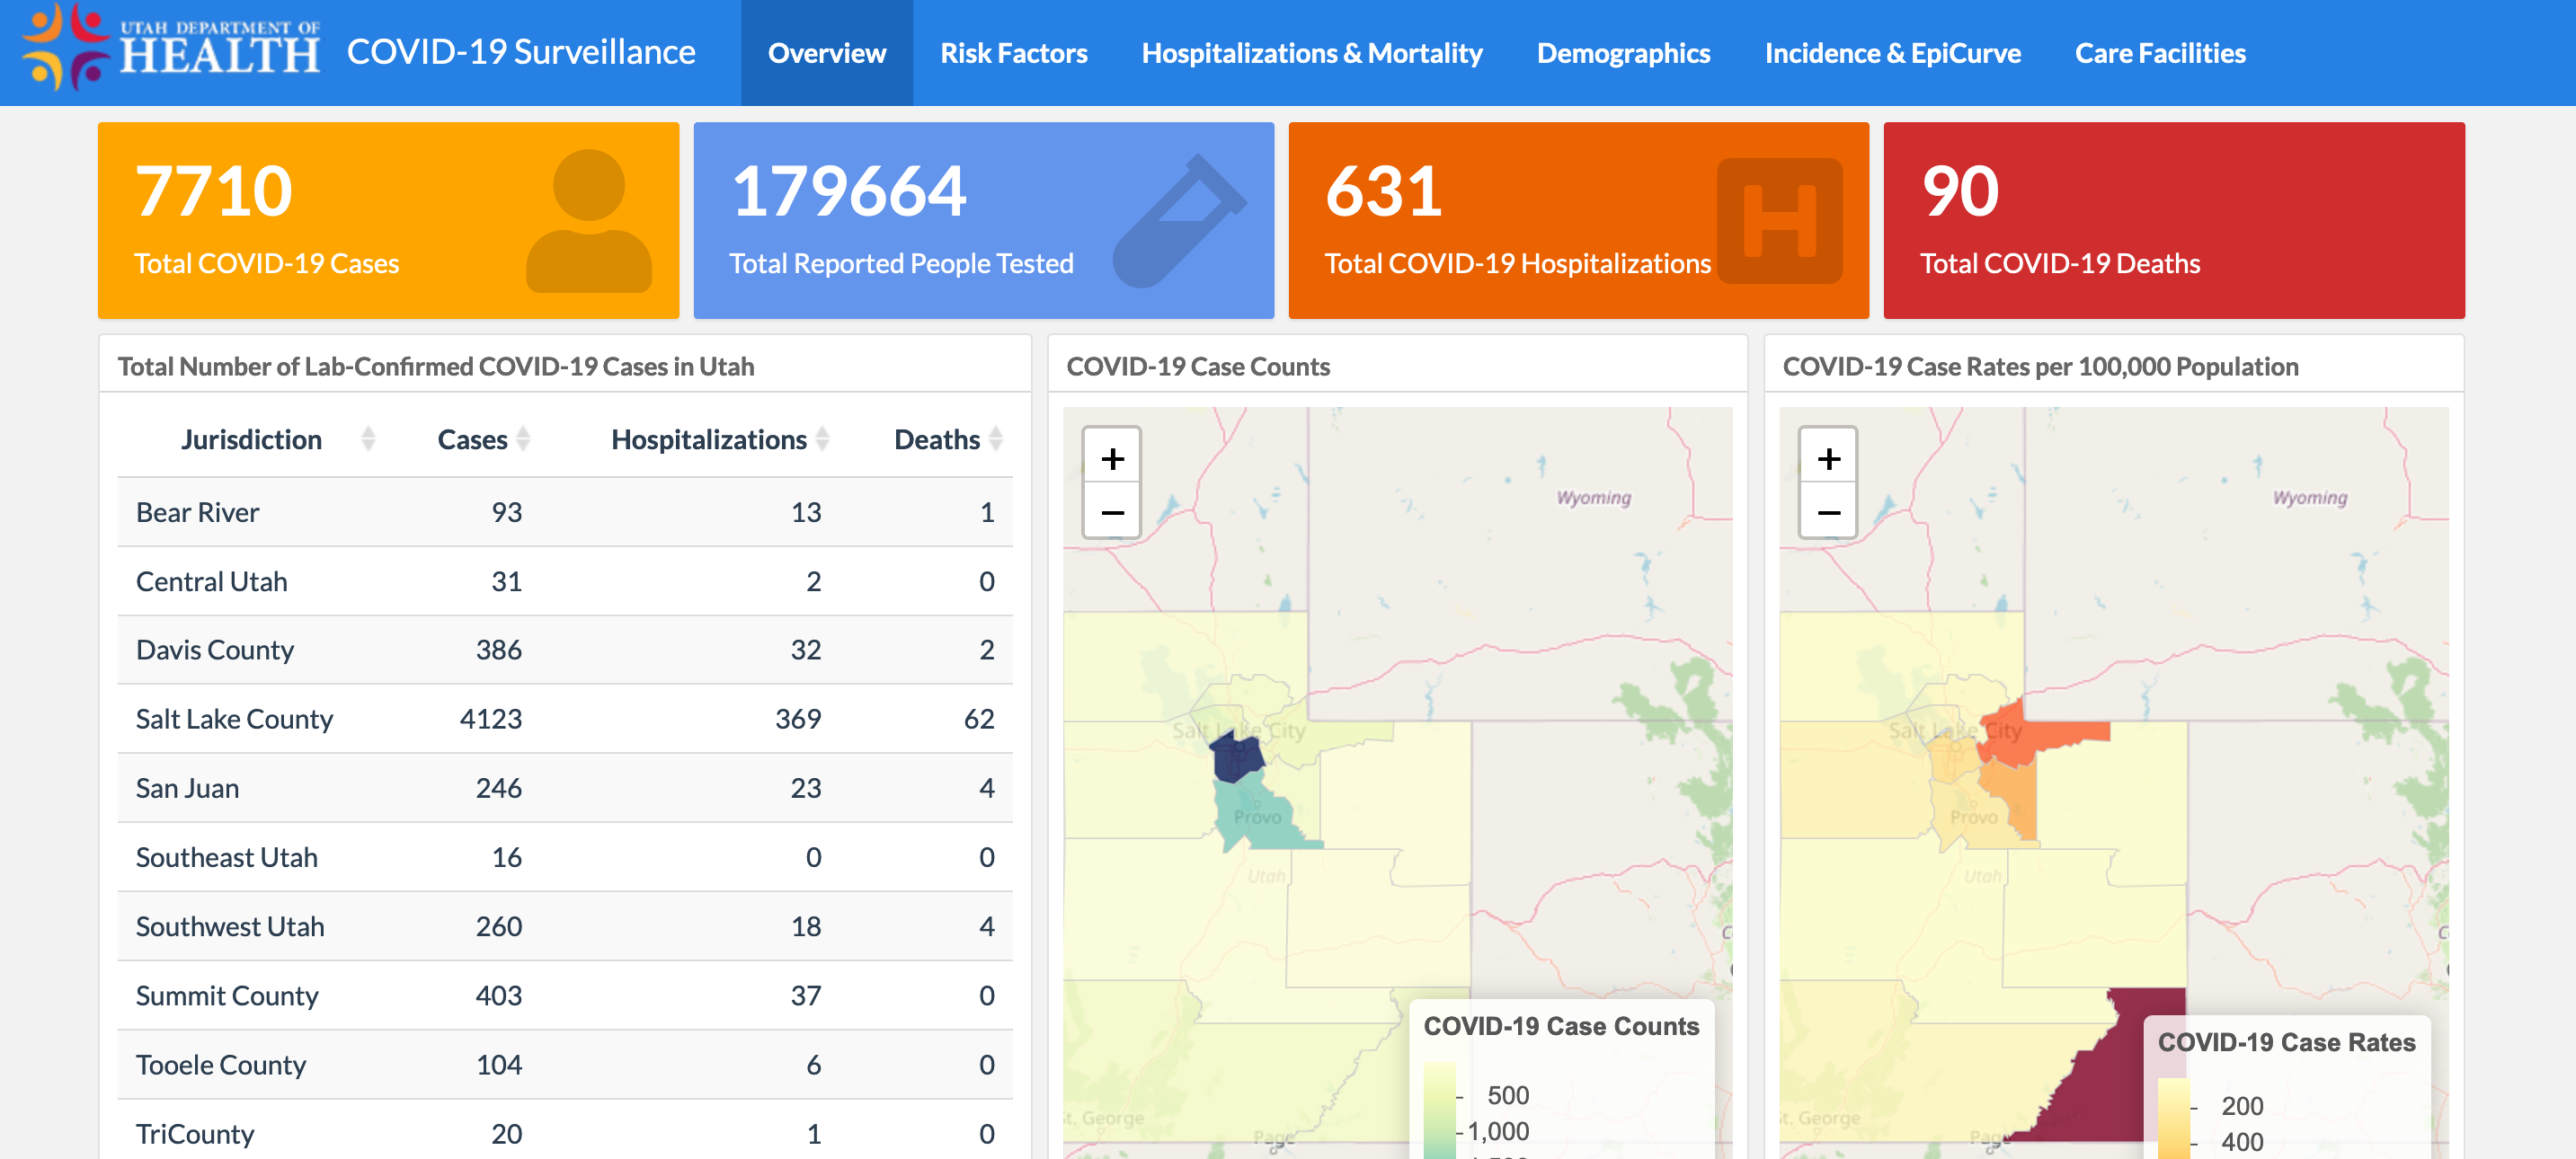 UTAH DEPARTMENT OF
HEALTH
COVID-19 Surveillance
Overview
Risk Factors
Hospitalizations & Mortality
Demographics
Incidence & EpiCurve
Care Facilities
7710
Total COVID-19 Cases
179664
Total Reported People Tested
H
631
Total COVID-19 Hospitalizations
90
Total COVID-19 Deaths
Total Number of Lab-Confirmed COVID-19 Cases in Utah
Jurisdiction Cases Hospitalizations Deaths
Bear River 93 13 1
Central Utah 31 2 0
Davis County 386 32 2
Salt Lake County 4123 369 62
San Juan 246 23 4
Southeast Utah 16 0 0
Southwest Utah 260 18 4
Summit County 403 37 0
Tooele County 104 6 0
TriCounty 20 1 0
COVID-19 Case Counts
+
−
Wyoming
Salt Lake City
Provo
Utah
St. George
Page
COVID-19 Case Counts
500
1,000
COVID-19 Case Rates per 100,000 Population
+
−
Wyoming
Salt Lake City
Provo
Utah
St. George
Page
COVID-19 Case Rates
200
400